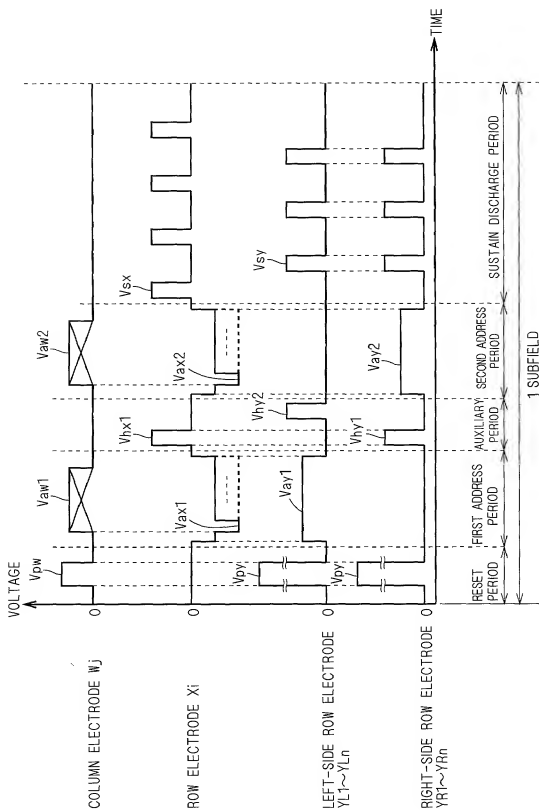 VOLTAGE
COLUMN ELECTRODE Wj
0
Vpw
Vaw1
Vaw2
ROW ELECTRODE Xi
0
Vax1
Vhx1
Vax2
Vsx
LEFT-SIDE ROW ELECTRODE
YL1~YLn
0
Vpy
Vay1
Vhy2
Vsy
RIGHT-SIDE ROW ELECTRODE
YR1~YRn
0
Vpy
Vhy1
Vay2
TIME
RESET
PERIOD
FIRST ADDRESS
PERIOD
AUXILIARY
PERIOD
SECOND ADDRESS
PERIOD
SUSTAIN DISCHARGE PERIOD
1 SUBFIELD